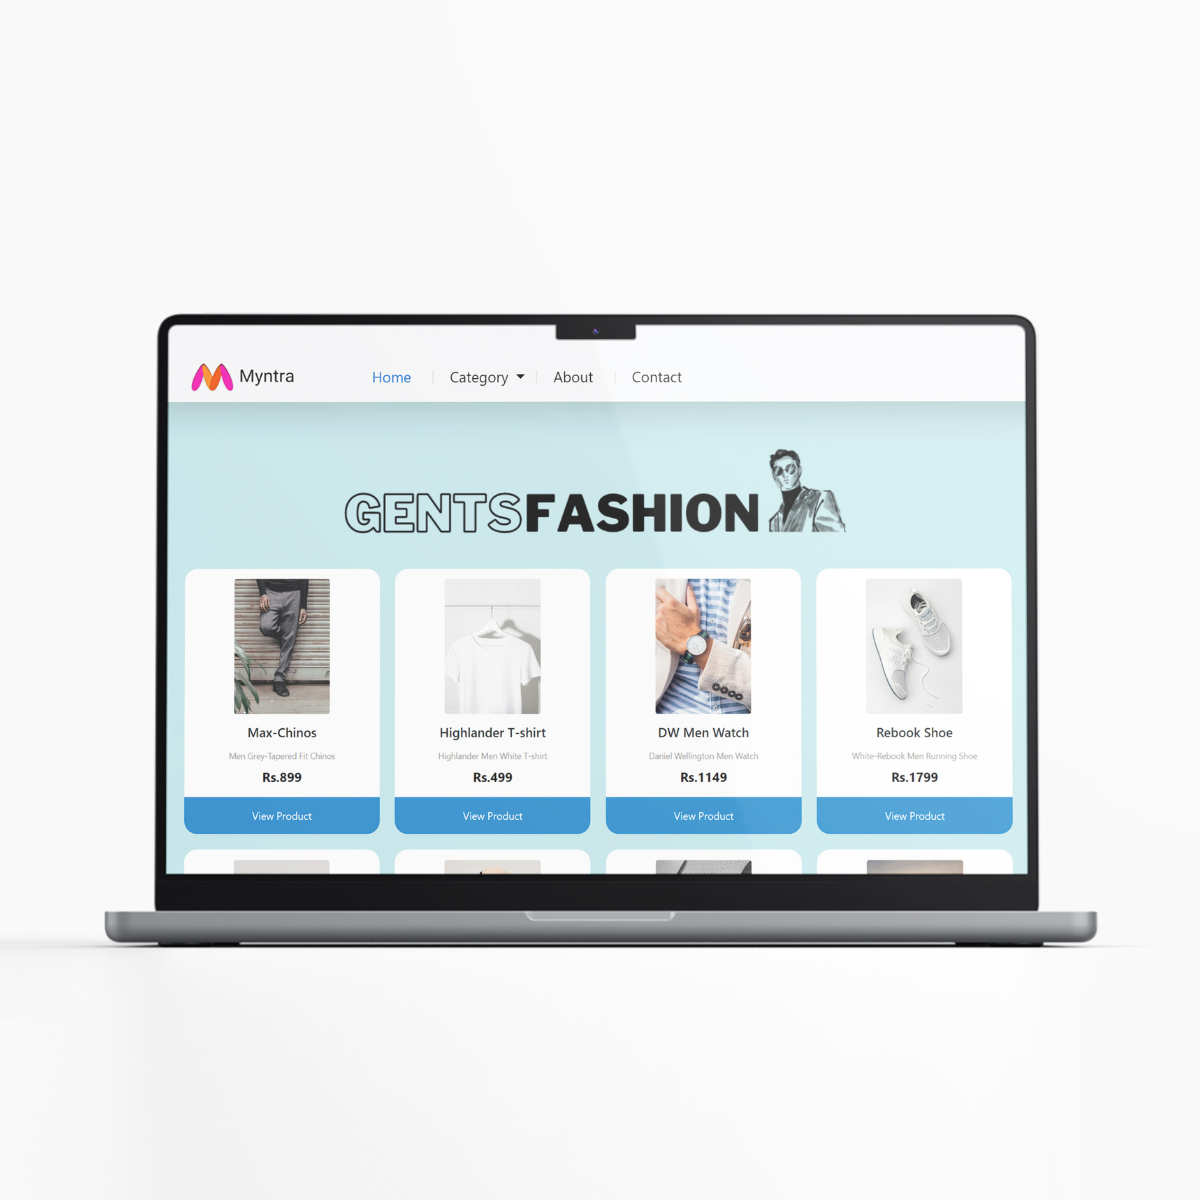 Myntra Home Category About Contact
GENTSFASHION
Max-Chinos
Men Grey-Tapered Fit Chinos
Rs.899
View Product
Highlander T-shirt
Highlander Men White T-shirt
Rs.499
View Product
DW Men Watch
Daniel Wellington Men Watch
Rs.1149
View Product
Rebook Shoe
White-Rebook Men Running Shoe
Rs.1799
View Product